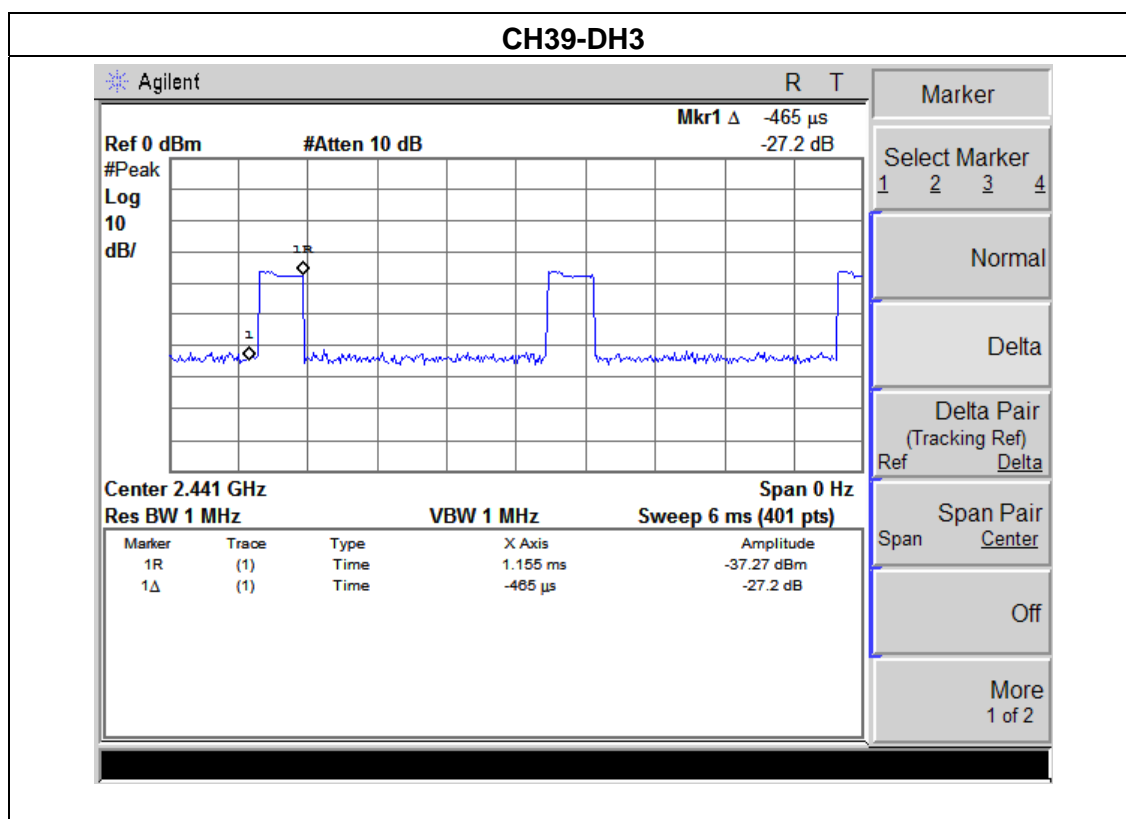 CH39-DH3
Agilent R T
Mkr1 Δ -465 μs
Ref 0 dBm #Atten 10 dB -27.2 dB
#Peak
Log
10
dB/
1R
1
Center 2.441 GHz Span 0 Hz
Res BW 1 MHz VBW 1 MHz Sweep 6 ms (401 pts)
Marker Trace Type X Axis Amplitude
1R (1) Time 1.155 ms -37.27 dBm
1Δ (1) Time -465 μs -27.2 dB
Marker
Select Marker
1 2 3 4
Normal
Delta
Delta Pair
(Tracking Ref)
Ref Delta
Span Pair
Span Center
Off
More
1 of 2